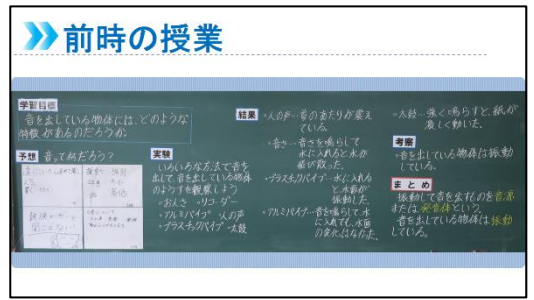 前時の授業
学習目標
音を出している物体には、どのような
特徴があるのだろうか。
予想 音って何だろう?
実験
いろいろな方法で音を
出して音を出している物体
のようすを観察しよう
・おんさ ・リコーダー
・アルミパイプ ・人の声
・プラスチックパイプ ・太鼓
結果
・人の声…音のあたりが震え
ている。
・音さ…音さを鳴らして
水に入れると水が
飛び散った。
・プラスチックパイプ…水に入れる
と、水面が
振動した。
・アルミパイプ…音を鳴らして、水
に入れても、水面
の変化はなかった。
・太鼓…強く鳴らすと、紙が
激しく動いた。
考察
・音を出している物体は振動
している。
まとめ
振動して音を出すものを音源
または発音体という。
音を出している物体は振動
している。